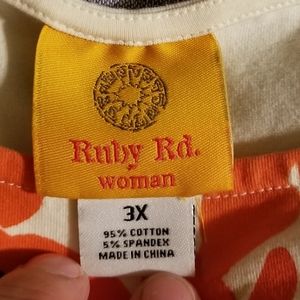 Ruby Rd.
woman
3X
95% COTTON
5% SPANDEX
MADE IN CHINA